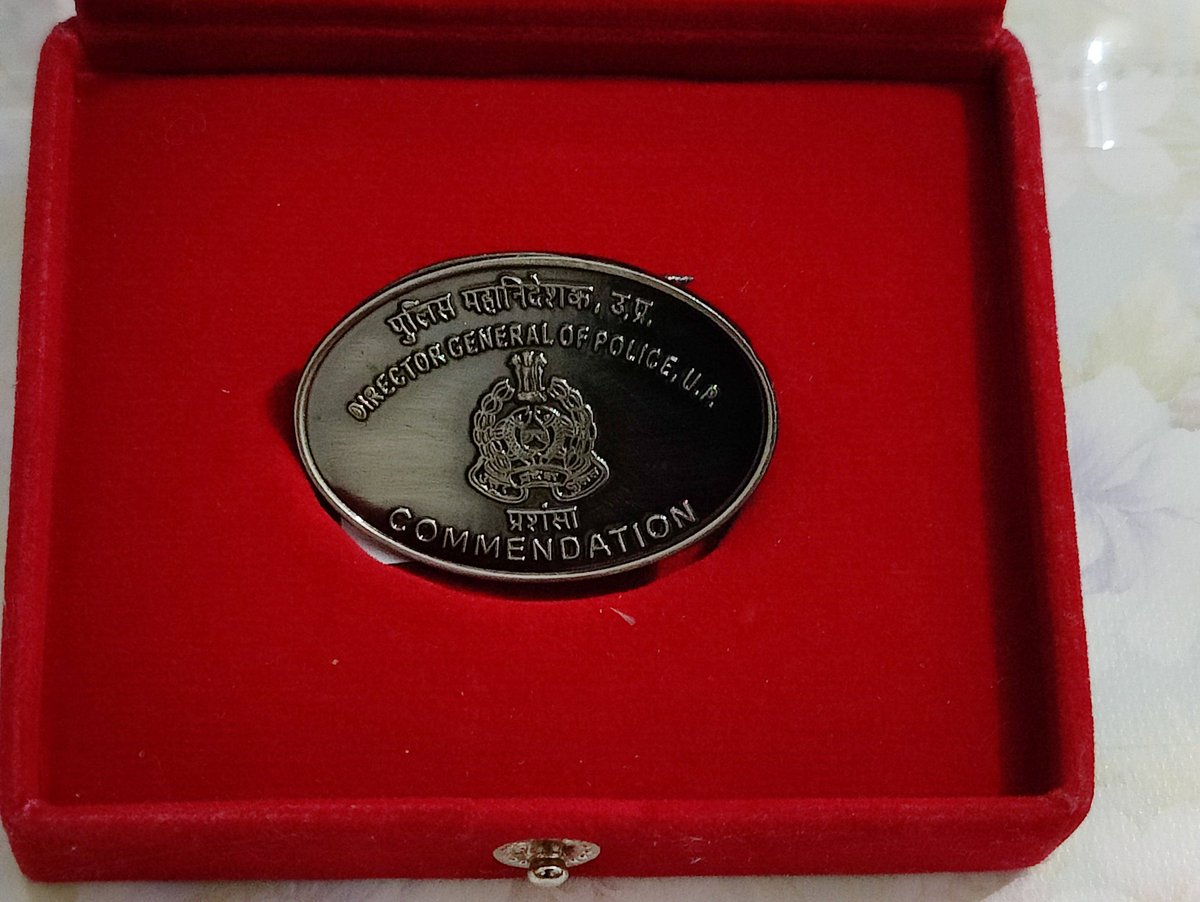 पुलिस महानिदेशक, उ.प्र.
DIRECTOR GENERAL OF POLICE, U.P.
प्रशंसा
COMMENDATION